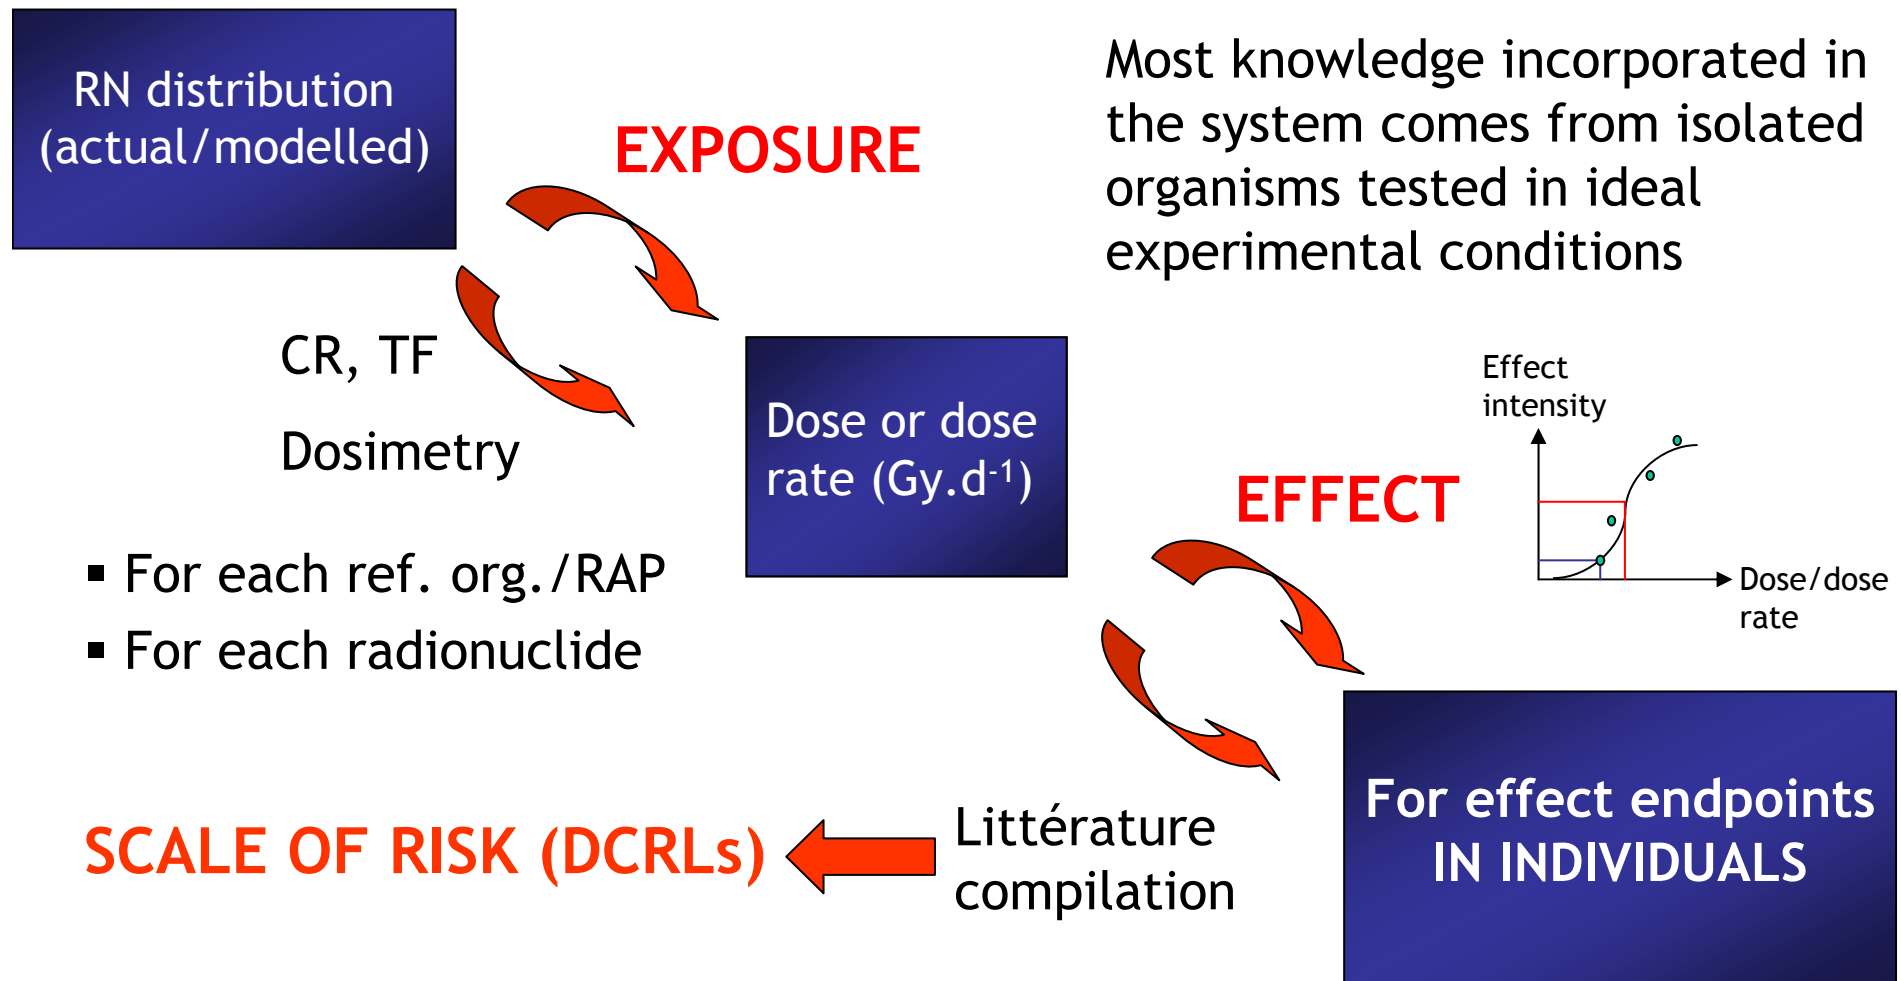 RN distribution
(actual/modelled)
EXPOSURE
Most knowledge incorporated in
the system comes from isolated
organisms tested in ideal
experimental conditions
CR, TF
Dosimetry
Dose or dose
rate (Gy.d⁻¹)
▪ For each ref. org./RAP
▪ For each radionuclide
EFFECT
Effect
intensity
Dose/dose
rate
For effect endpoints
IN INDIVIDUALS
Littérature
compilation
SCALE OF RISK (DCRLs)